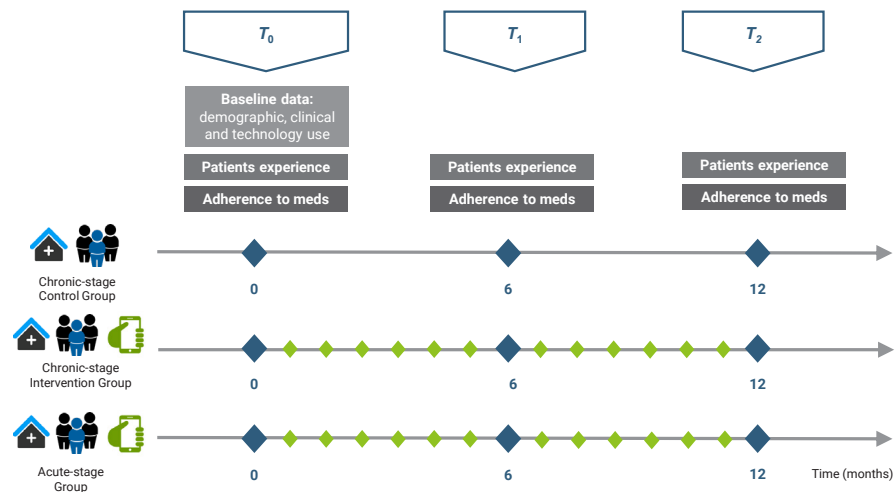 T0
T1
T2
Baseline data:
demographic, clinical
and technology use
Patients experience
Patients experience
Patients experience
Adherence to meds
Adherence to meds
Adherence to meds
Chronic-stage
Control Group
0
6
12
Chronic-stage
Intervention Group
0
6
12
Acute-stage
Group
0
6
12
Time (months)